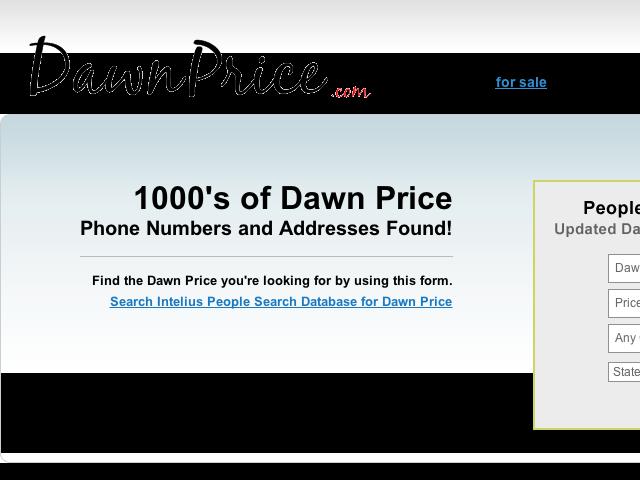 DawnPrice.com
for sale
1000's of Dawn Price
Phone Numbers and Addresses Found!
Find the Dawn Price you're looking for by using this form.
Search Intelius People Search Database for Dawn Price
People
Updated Da
Daw
Price
Any
State